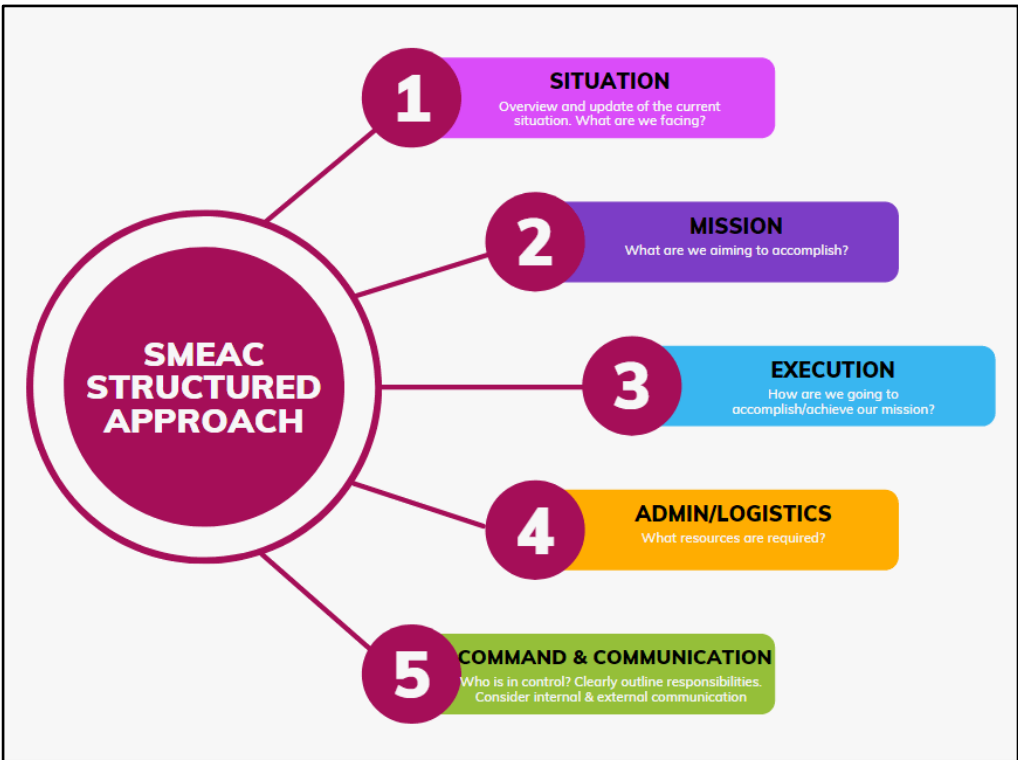 SMEAC
STRUCTURED
APPROACH
1
SITUATION
Overview and update of the current
situation. What are we facing?
2
MISSION
What are we aiming to accomplish?
3
EXECUTION
How are we going to
accomplish/achieve our mission?
4
ADMIN/LOGISTICS
What resources are required?
5
COMMAND & COMMUNICATION
Who is in control? Clearly outline responsibilities.
Consider internal & external communication